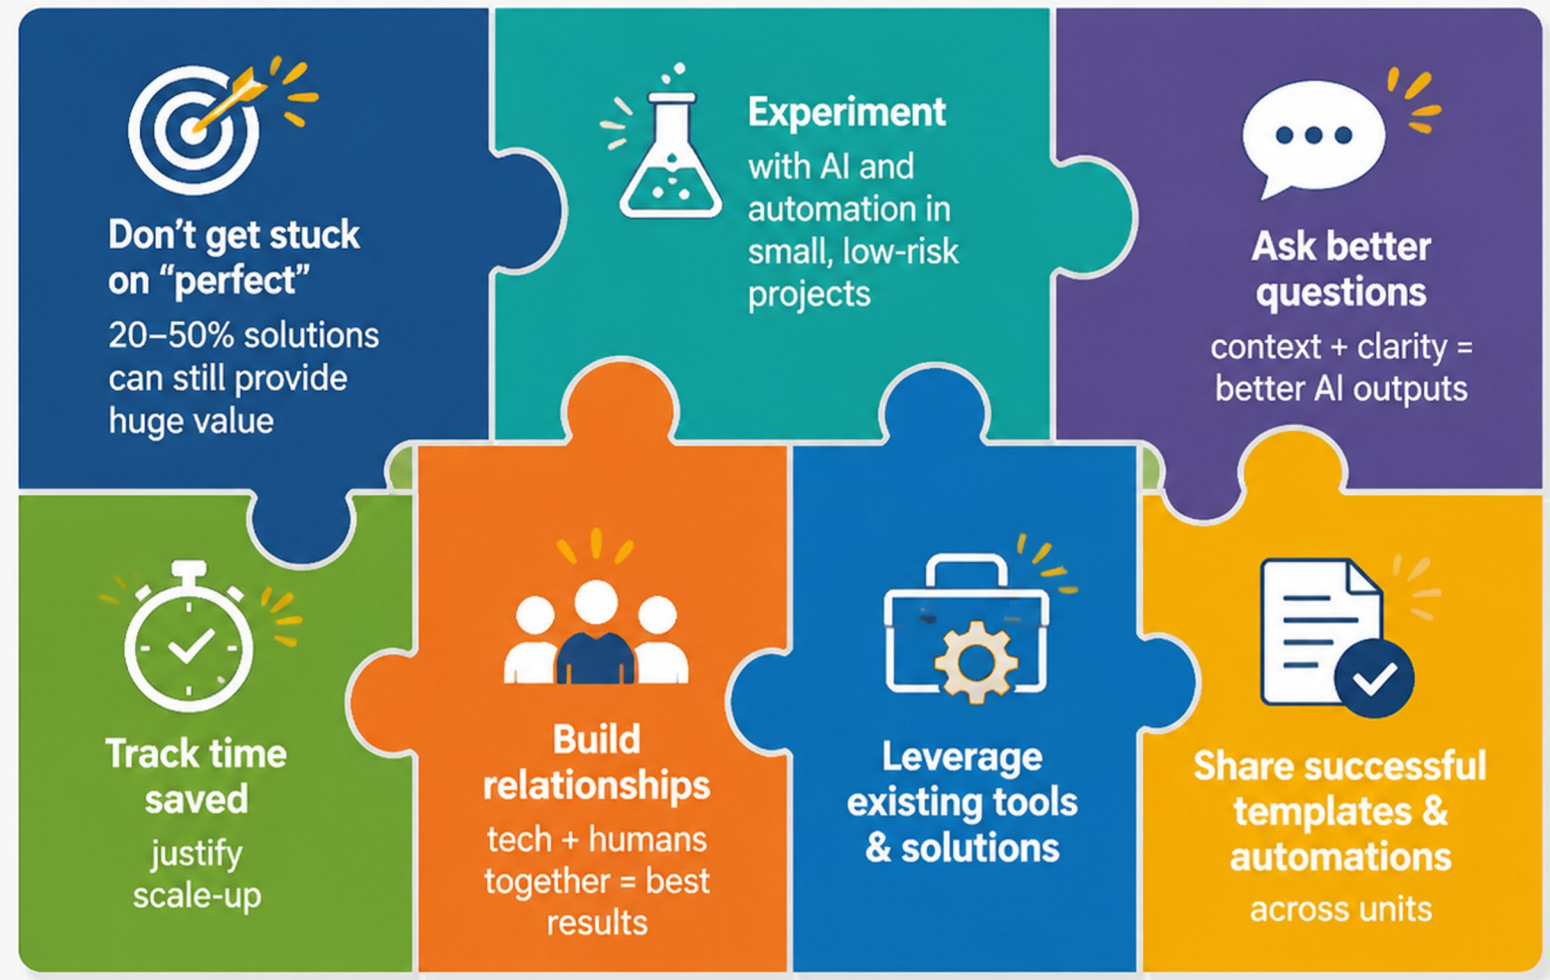 Don’t get stuck
on “perfect”
20–50% solutions
can still provide
huge value
Experiment
with AI and
automation in
small, low-risk
projects
Ask better
questions
context + clarity =
better AI outputs
Track time
saved
justify
scale-up
Build
relationships
tech + humans
together = best
results
Leverage
existing tools
& solutions
Share successful
templates &
automations
across units